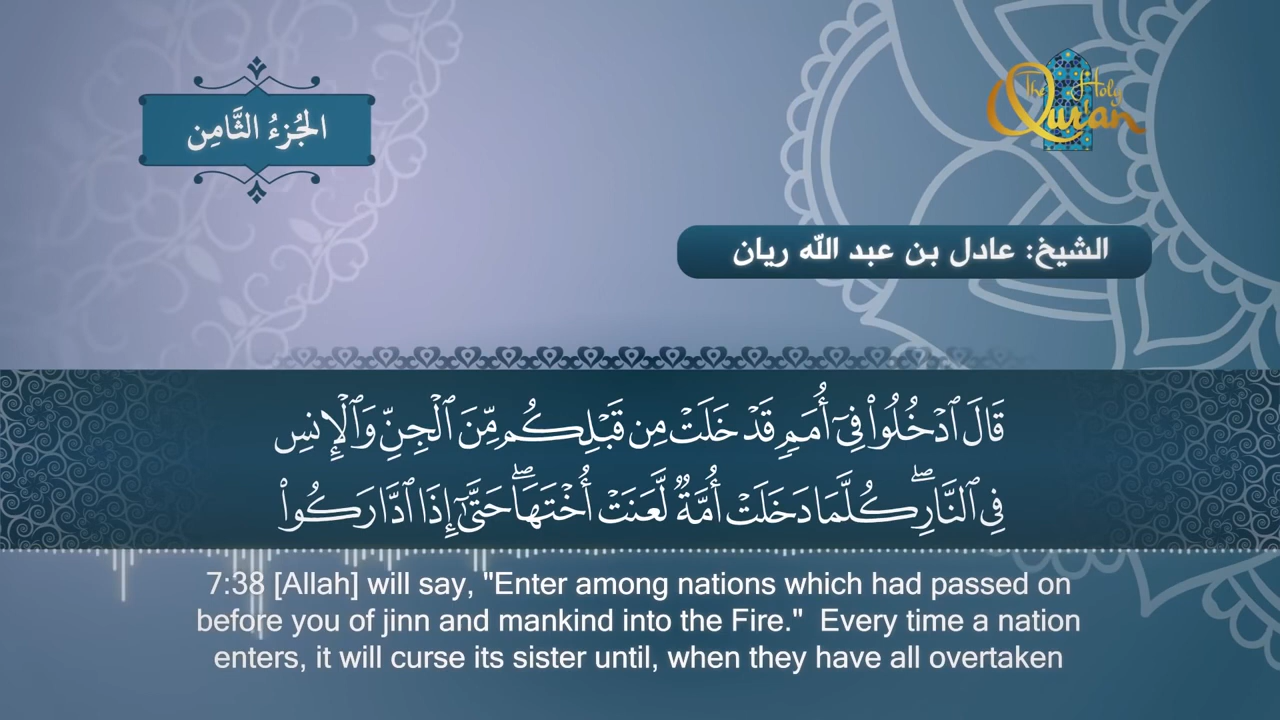 الجُزءُ الثَّامِن
The Holy
Qur'an
الشيخ: عادل بن عبد الله ريان
قَالَ ٱدْخُلُوا۟ فِىٓ أُمَمٍۢ قَدْ خَلَتْ مِن قَبْلِكُم مِّنَ ٱلْجِنِّ وَٱلْإِنسِ
فِى ٱلنَّارِ ۖ كُلَّمَا دَخَلَتْ أُمَّةٌۭ لَّعَنَتْ أُخْتَهَا ۖ حَتَّىٰٓ إِذَا ٱدَّارَكُوا۟
7:38 [Allah] will say, "Enter among nations which had passed on
before you of jinn and mankind into the Fire."  Every time a nation
enters, it will curse its sister until, when they have all overtaken